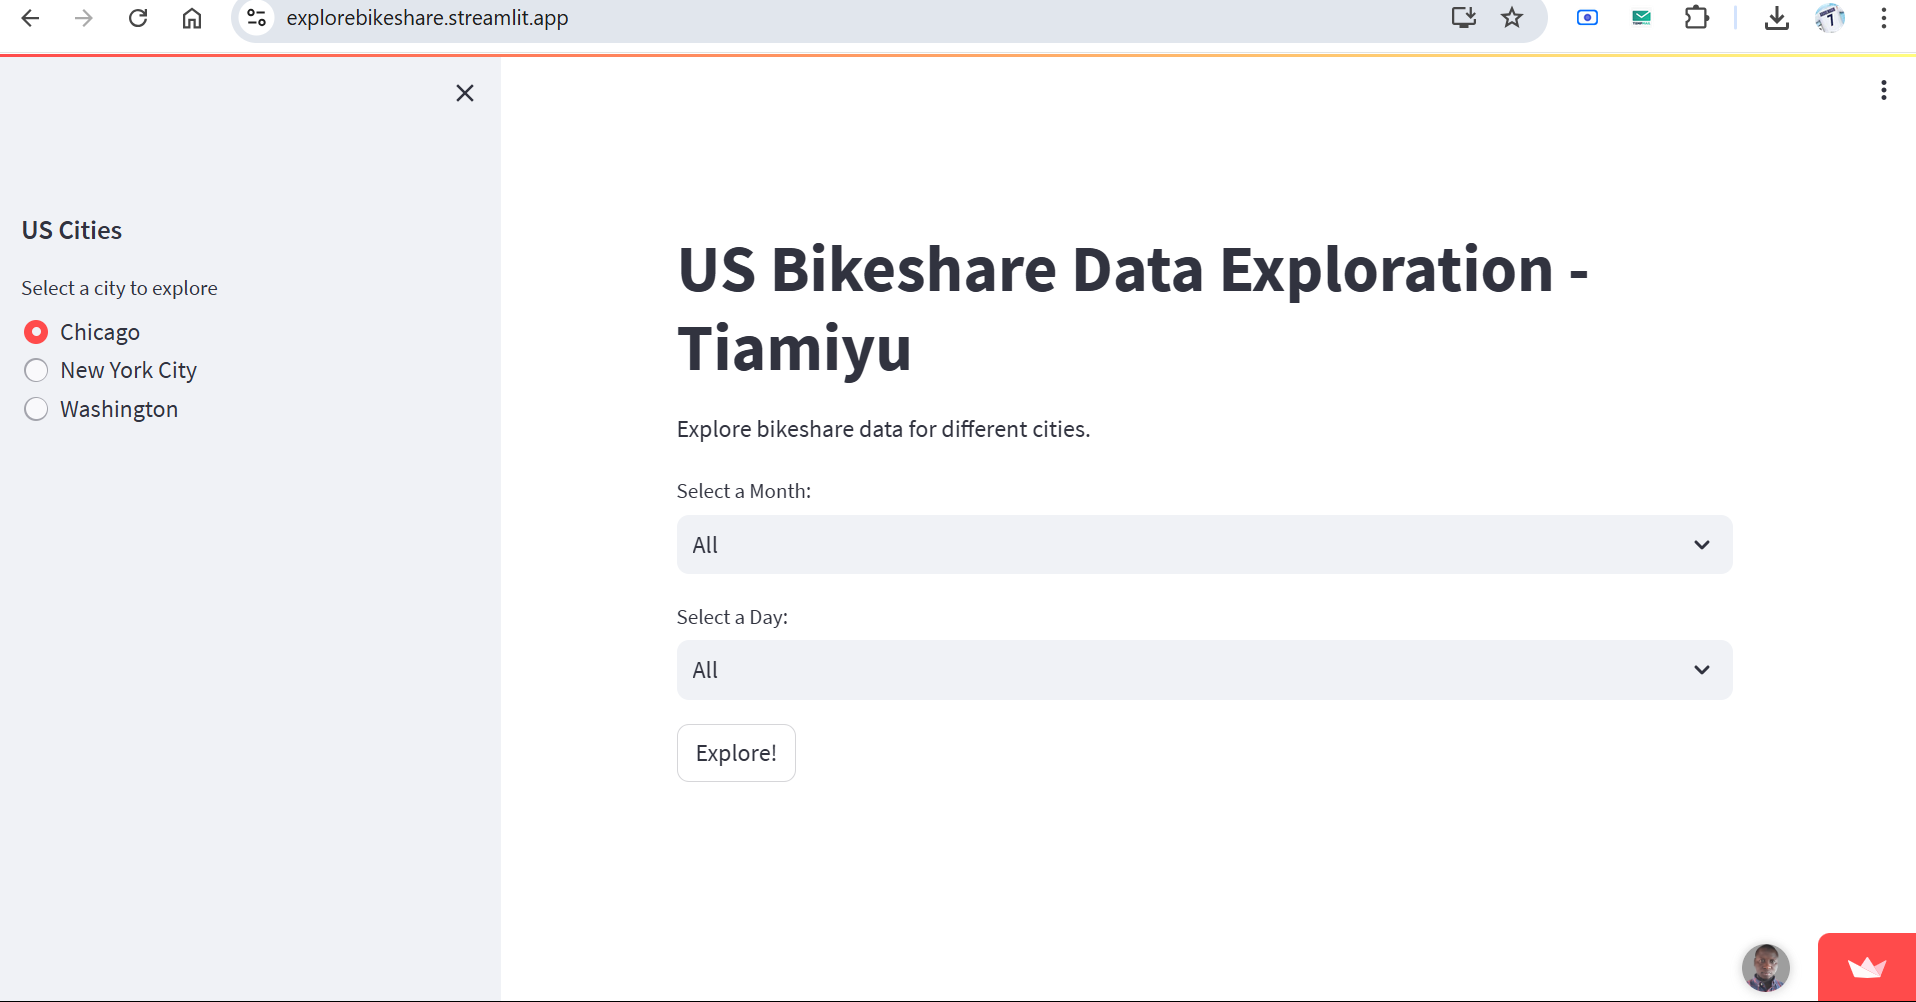 explorebikeshare.streamlit.app
US Cities
Select a city to explore
Chicago
New York City
Washington
US Bikeshare Data Exploration -
Tiamiyu
Explore bikeshare data for different cities.
Select a Month:
All
Select a Day:
All
Explore!